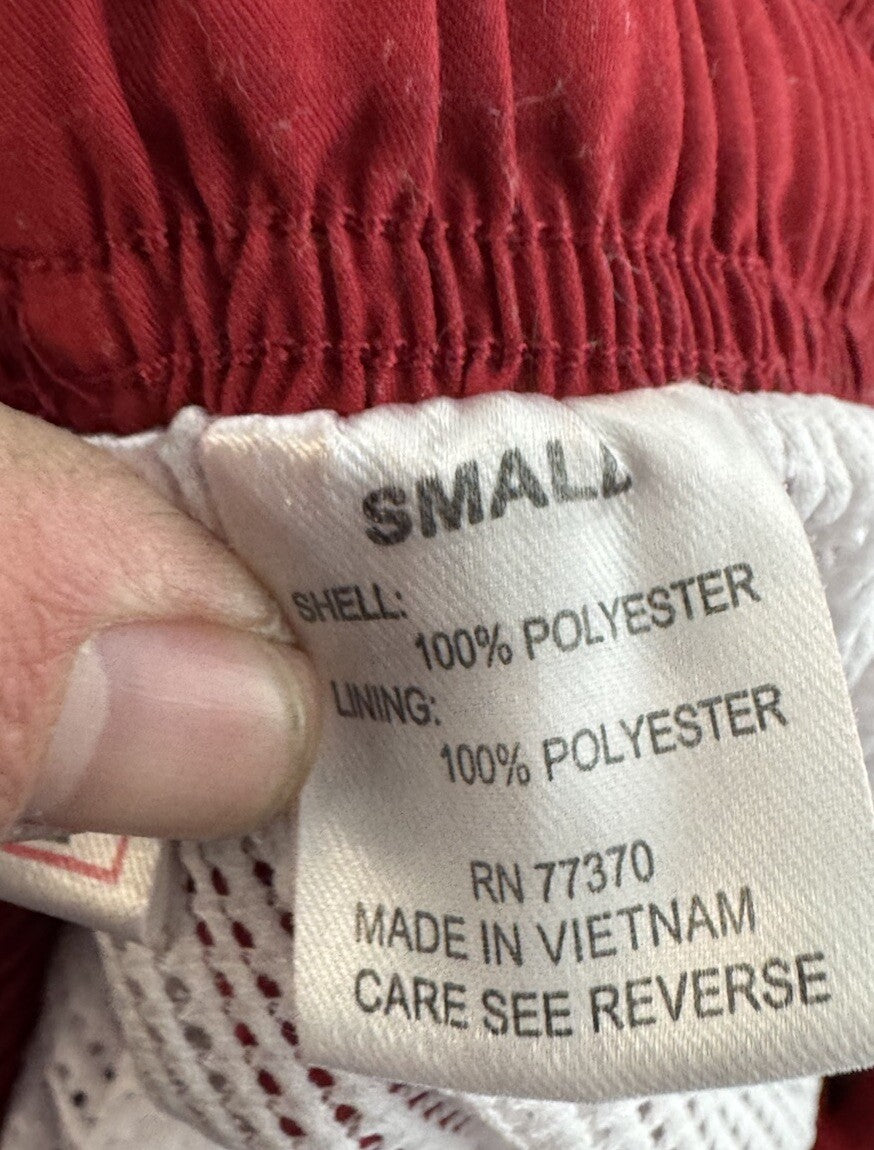 SMALL
SHELL:
100% POLYESTER
LINING:
100% POLYESTER
RN 77370
MADE IN VIETNAM
CARE SEE REVERSE